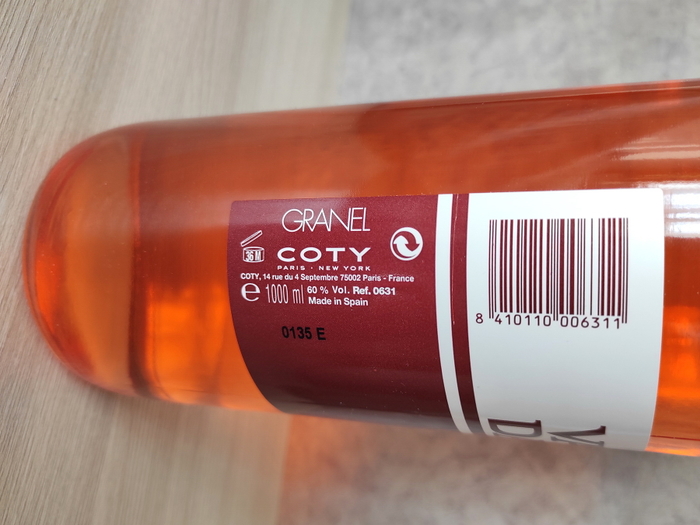 GRANEL
36 M
COTY
PARIS · NEW YORK
COTY, 14 rue du 4 Septembre 75002 Paris - France
e 1000 ml 60 % Vol. Ref. 0631
Made in Spain
0135 E
8 410110 006311